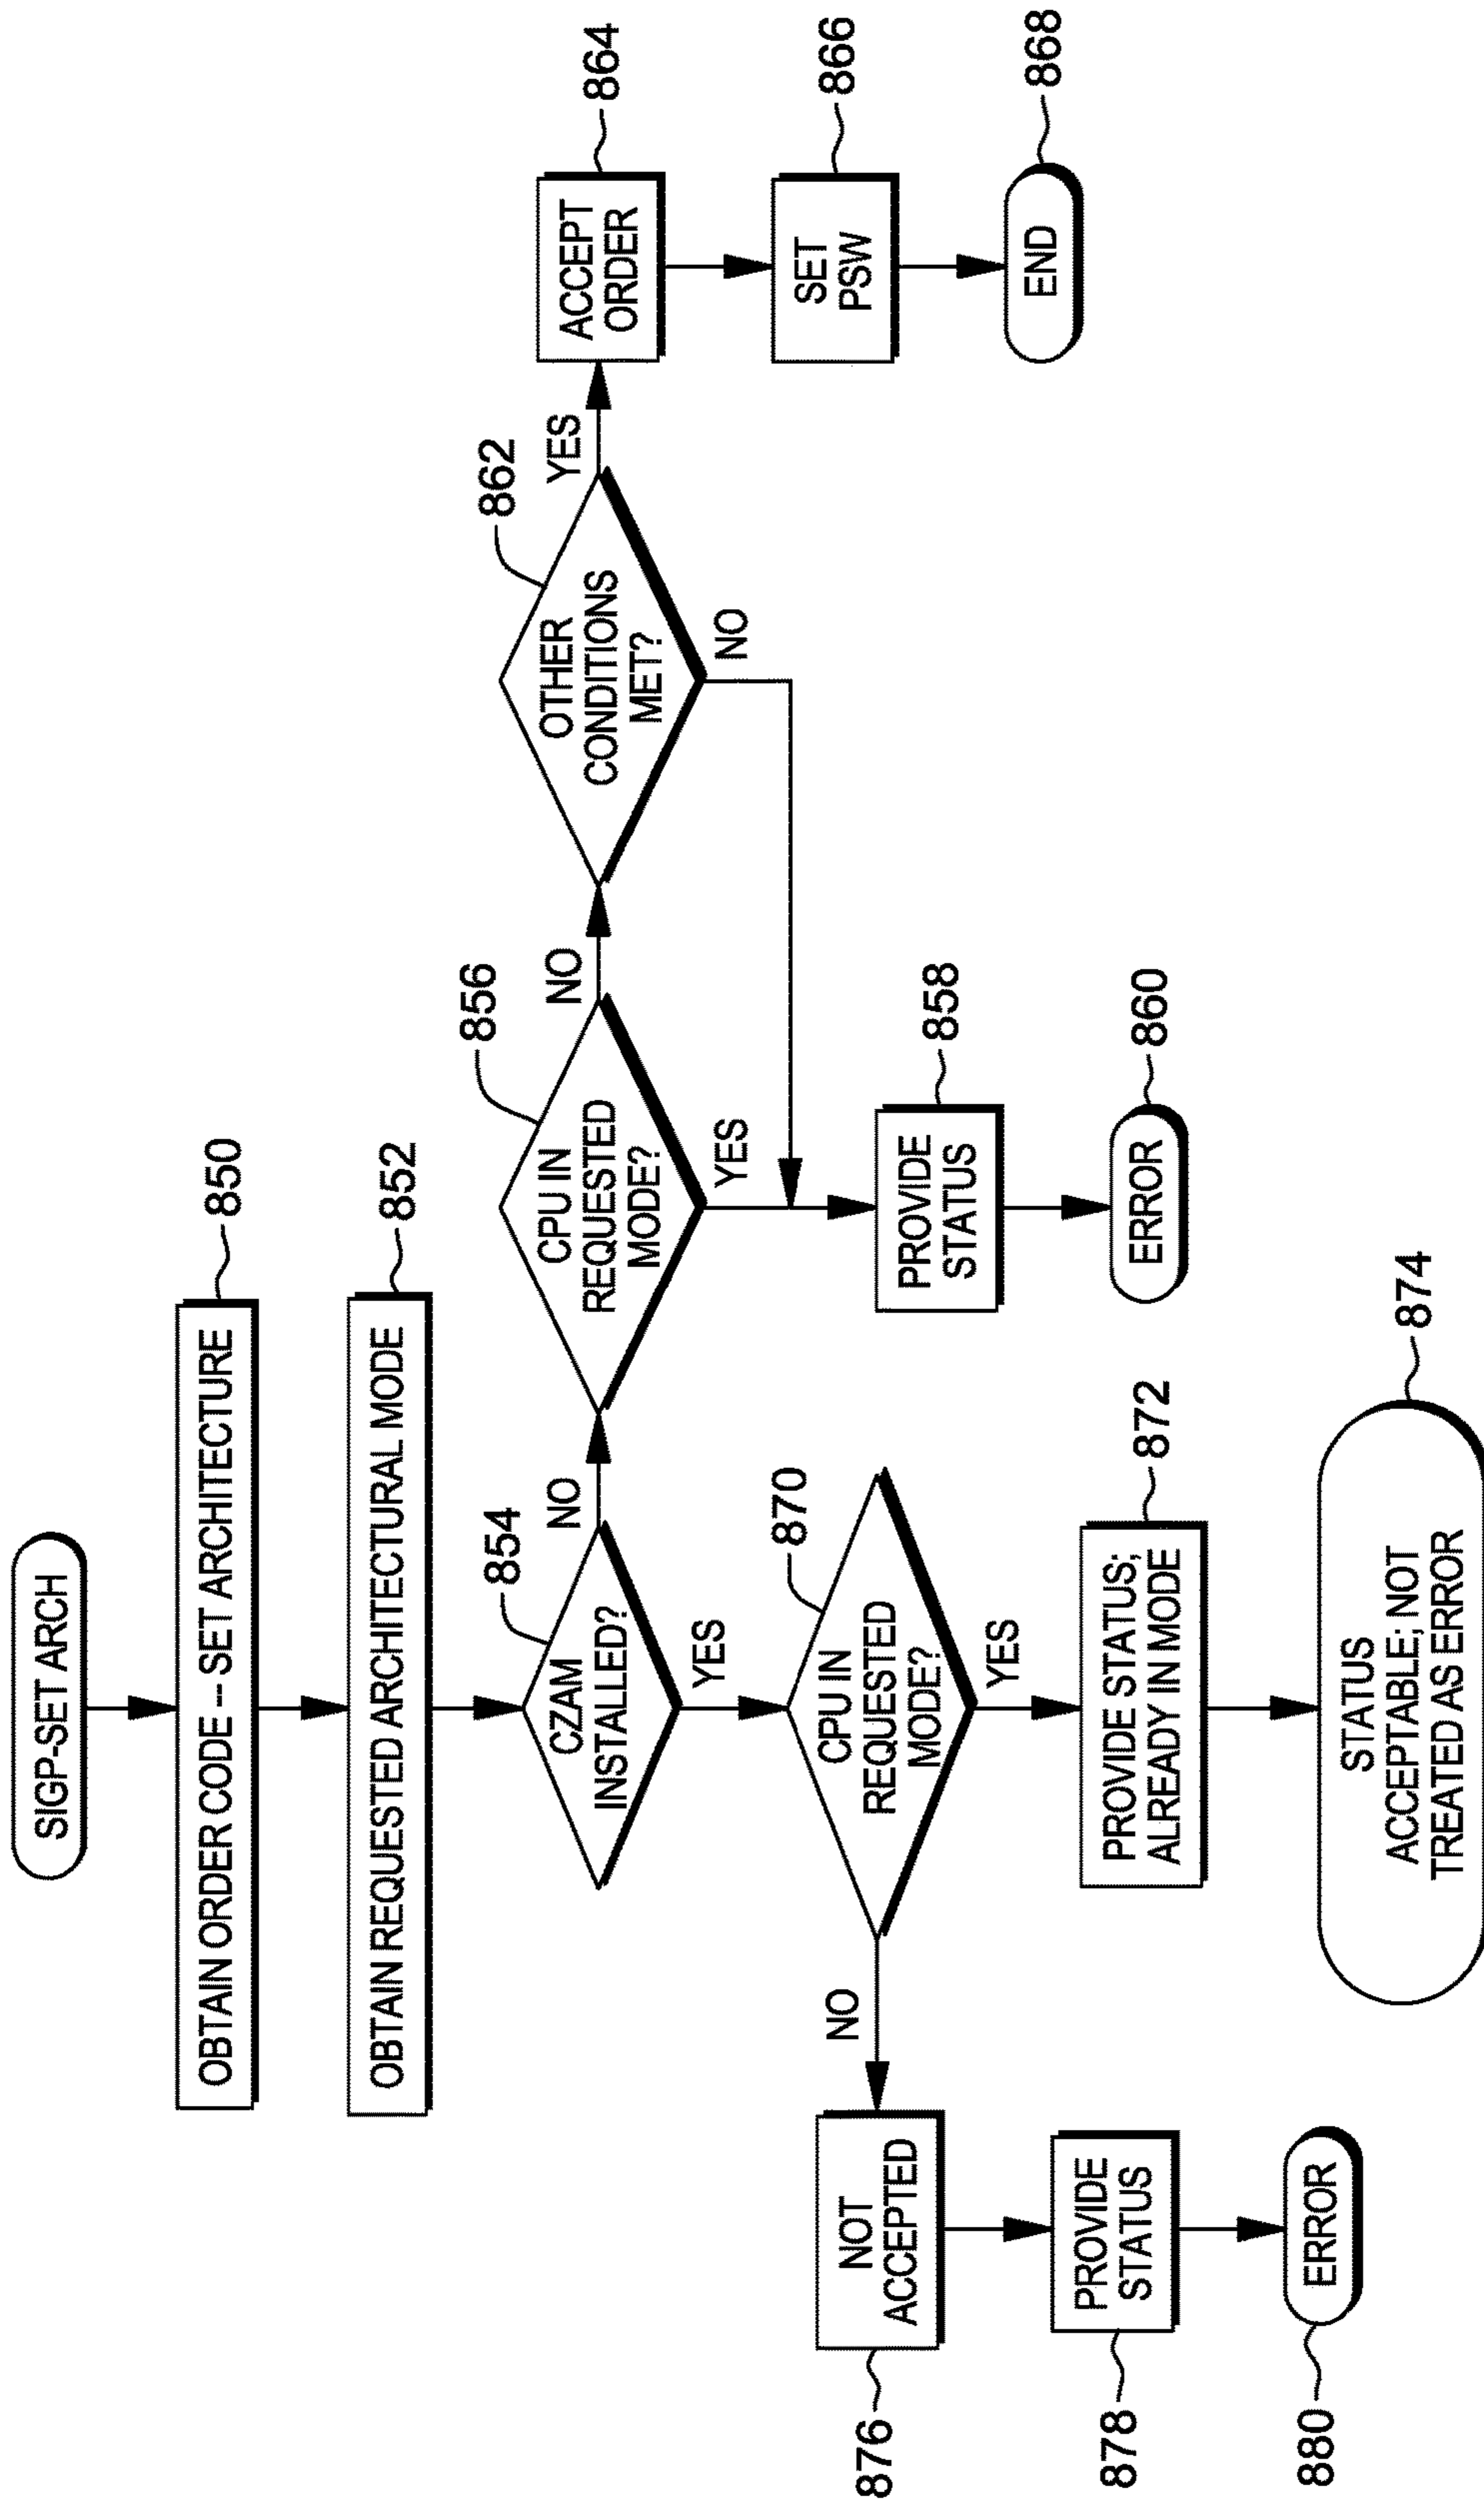 SIGP-SET ARCH
OBTAIN ORDER CODE -- SET ARCHITECTURE
850
OBTAIN REQUESTED ARCHITECTURAL MODE
852
CZAM
INSTALLED?
854
NO
YES
CPU IN
REQUESTED
MODE?
856
NO
YES
OTHER
CONDITIONS
MET?
862
YES
NO
ACCEPT
ORDER
864
SET
PSW
866
END
868
PROVIDE
STATUS
858
ERROR
860
CPU IN
REQUESTED
MODE?
870
NO
YES
PROVIDE STATUS;
ALREADY IN MODE
872
STATUS
ACCEPTABLE; NOT
TREATED AS ERROR
874
NOT
ACCEPTED
876
PROVIDE
STATUS
878
ERROR
880